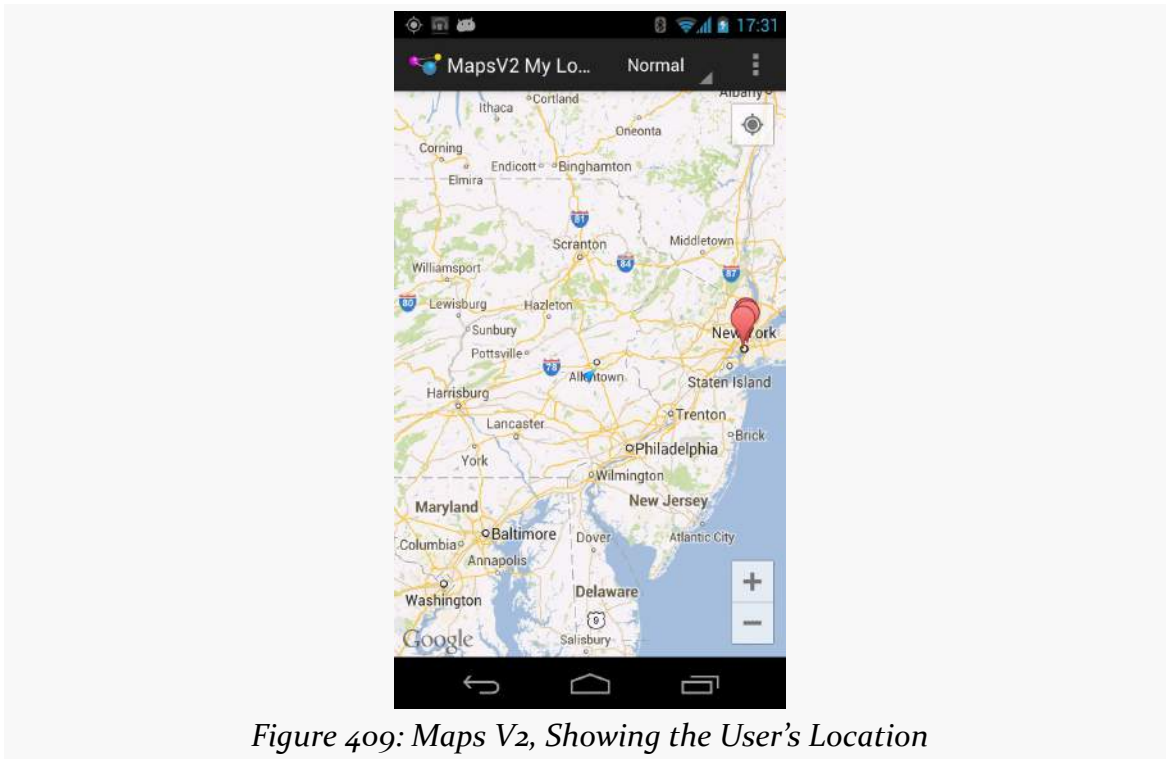 17:31
MapsV2 My Lo... Normal
Albany
Cortland
Ithaca
Oneonta
Corning
Endicott Binghamton
Elmira
81
Scranton Middletown
84
Williamsport 87
80 Lewisburg Hazleton
Sunbury New York
Pottsville
78 Allentown
Staten Island
Harrisburg
Trenton
Lancaster
Brick
Philadelphia
York
Wilmington
New Jersey
Maryland
Baltimore Dover Atlantic City
Columbia
Annapolis
Delaware
Washington
9
Google Salisbury
Figure 409: Maps V2, Showing the User's Location